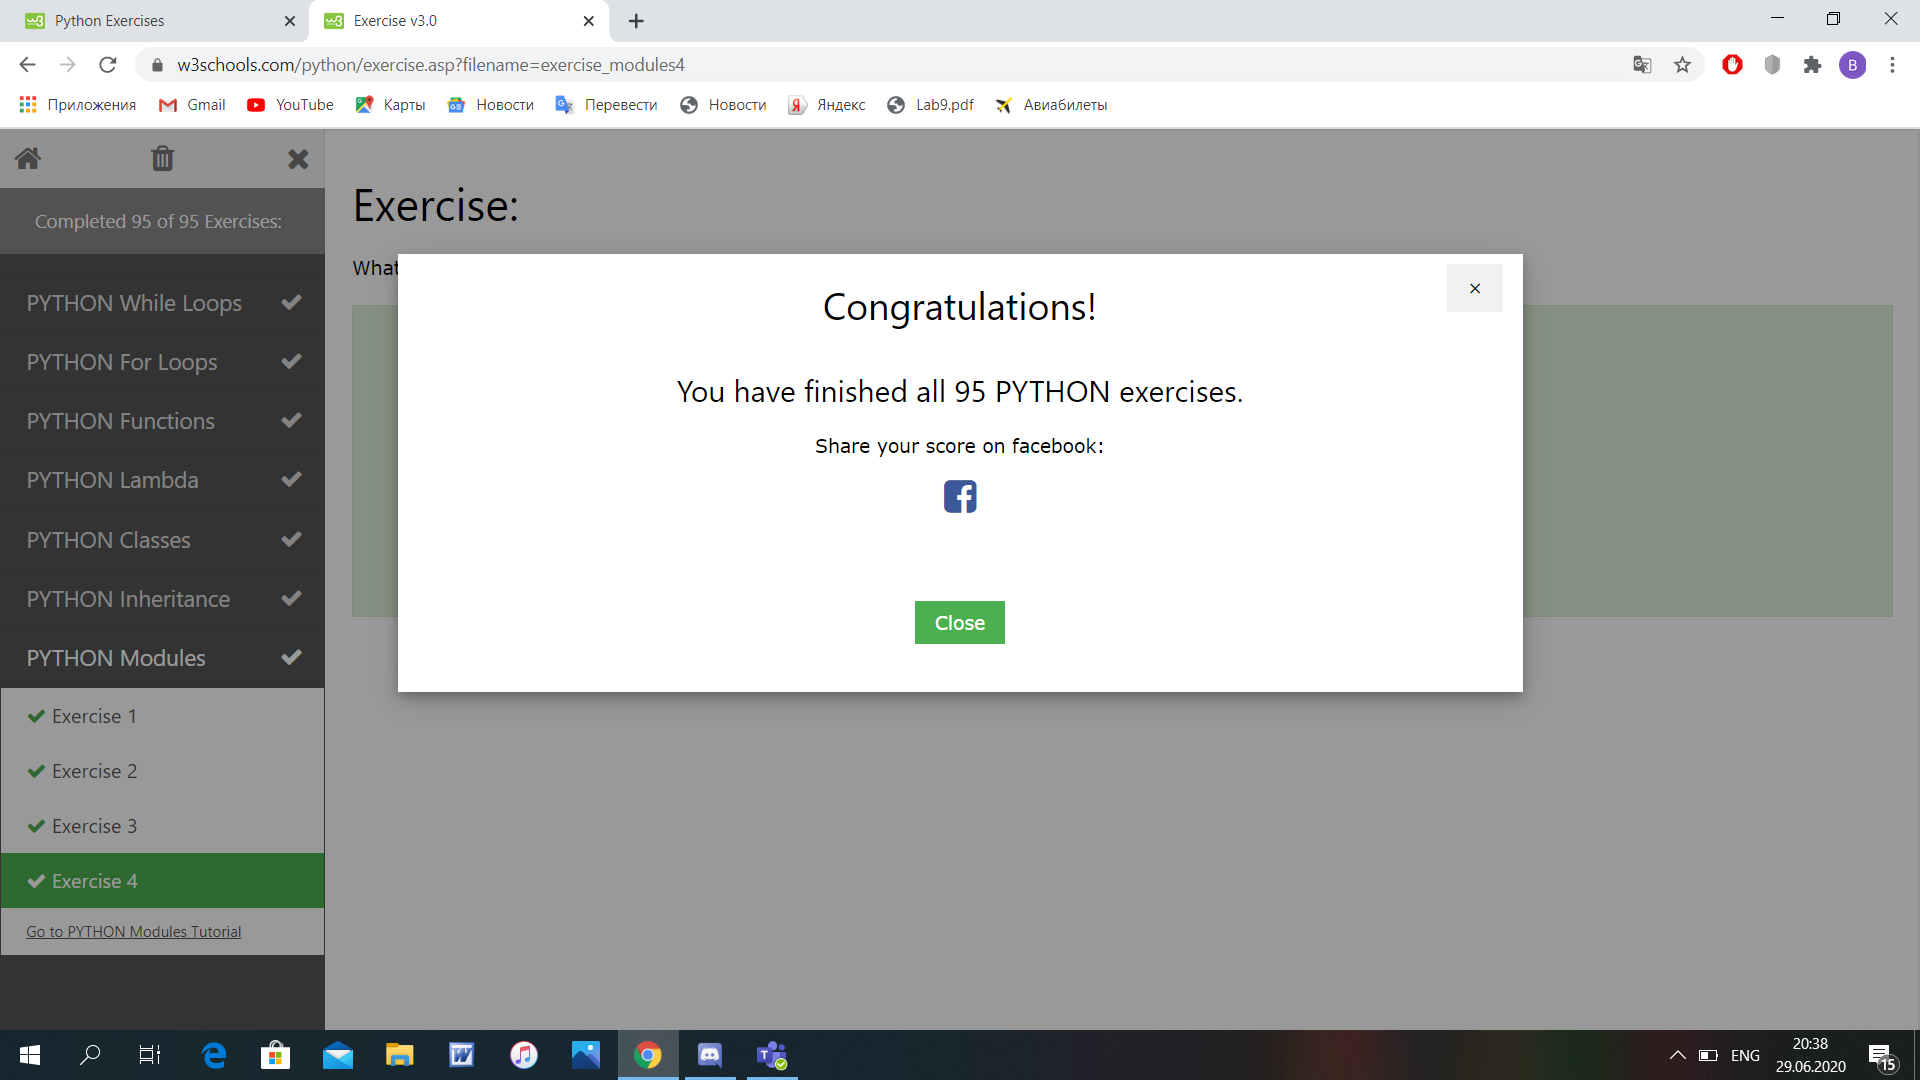 Python Exercises
Exercise v3.0
w3schools.com/python/exercise.asp?filename=exercise_modules4
B
Приложения
Gmail
YouTube
Карты
Новости
Перевести
Новости
Яндекс
Lab9.pdf
Авиабилеты
Completed 95 of 95 Exercises:
PYTHON While Loops
PYTHON For Loops
PYTHON Functions
PYTHON Lambda
PYTHON Classes
PYTHON Inheritance
PYTHON Modules
Exercise 1
Exercise 2
Exercise 3
Exercise 4
Go to PYTHON Modules Tutorial
Exercise:
What
Congratulations!
×
You have finished all 95 PYTHON exercises.
Share your score on facebook:
Close
ENG
20:38
29.06.2020
15